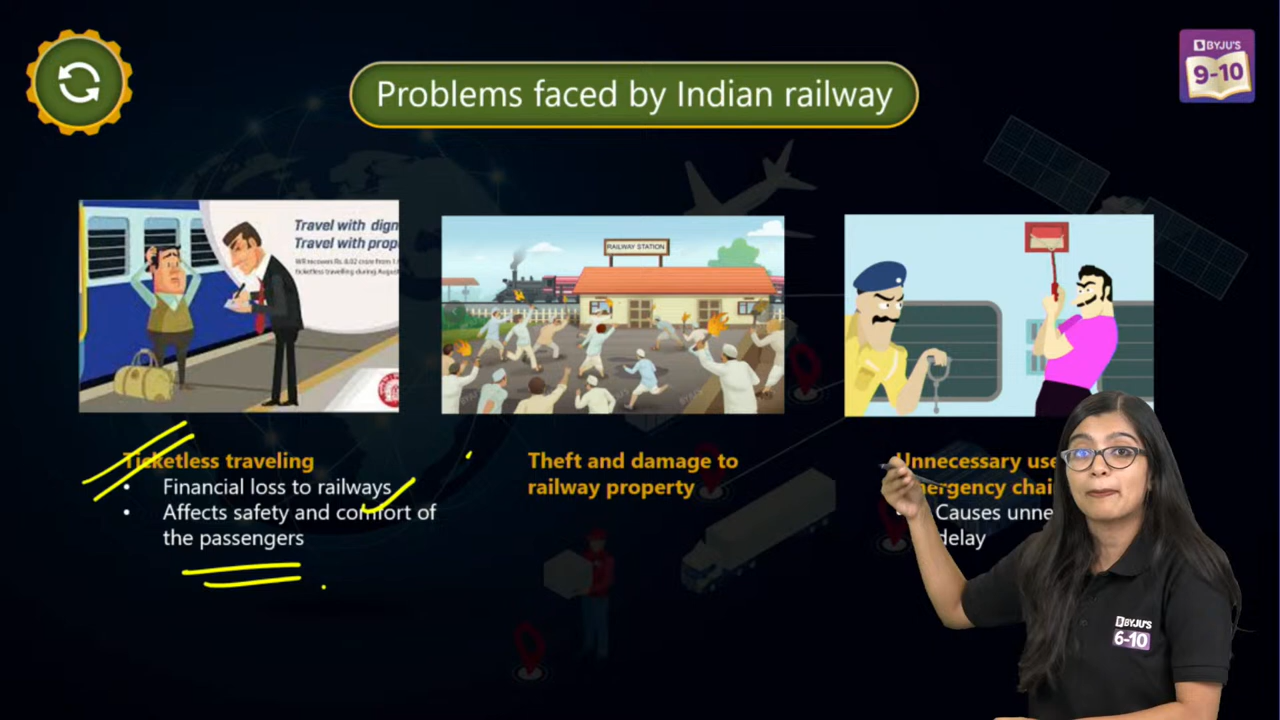 Problems faced by Indian railway
BYJU'S
9-10
Travel with dign
Travel with prop
RAILWAY STATION
Ticketless traveling
• Financial loss to railways
• Affects safety and comfort of
the passengers
Theft and damage to
railway property
Unnecessary use
Causes
delay
BYJU'S
6-10